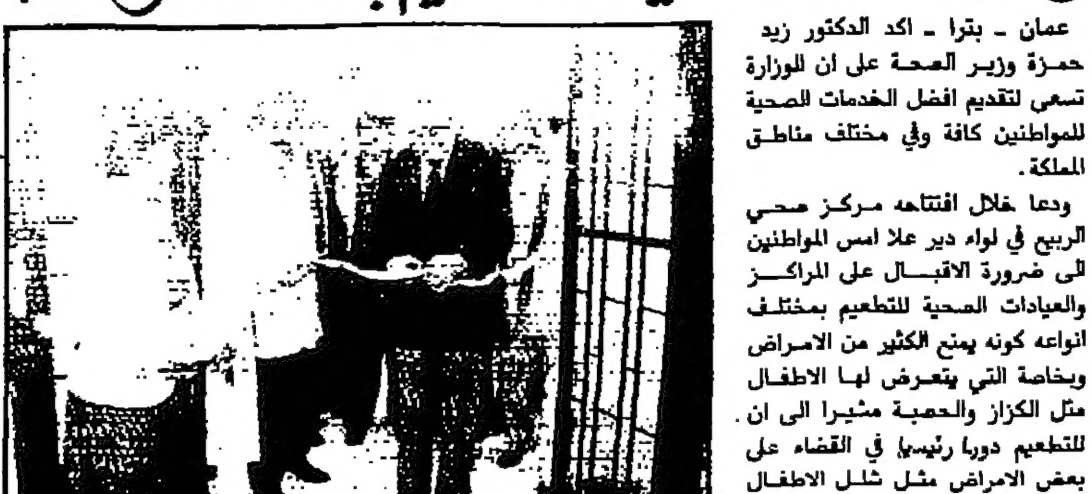 عمان ـ بترا ـ اكد الدكتور زيد
حمزة وزير الصحة على ان الوزارة
تسعى لتقديم افضل الخدمات الصحية
للمواطنين كافة وفي مختلف مناطق
المملكة .
ودعا خلال افتتاحه مركز صحي
الربيع في لواء دير علا امس المواطنين
الى ضرورة الاقبال على المراكز
والعيادات الصحية للتطعيم بمختلف
انواعه كونه يمنع الكثير من الامراض
وبخاصة التي يتعرض لها الاطفال
مثل الكزاز والحصبة مشيرا الى ان
للتطعيم دورا رئيسيا في القضاء على
بعض الامراض مثل شلل الاطفال